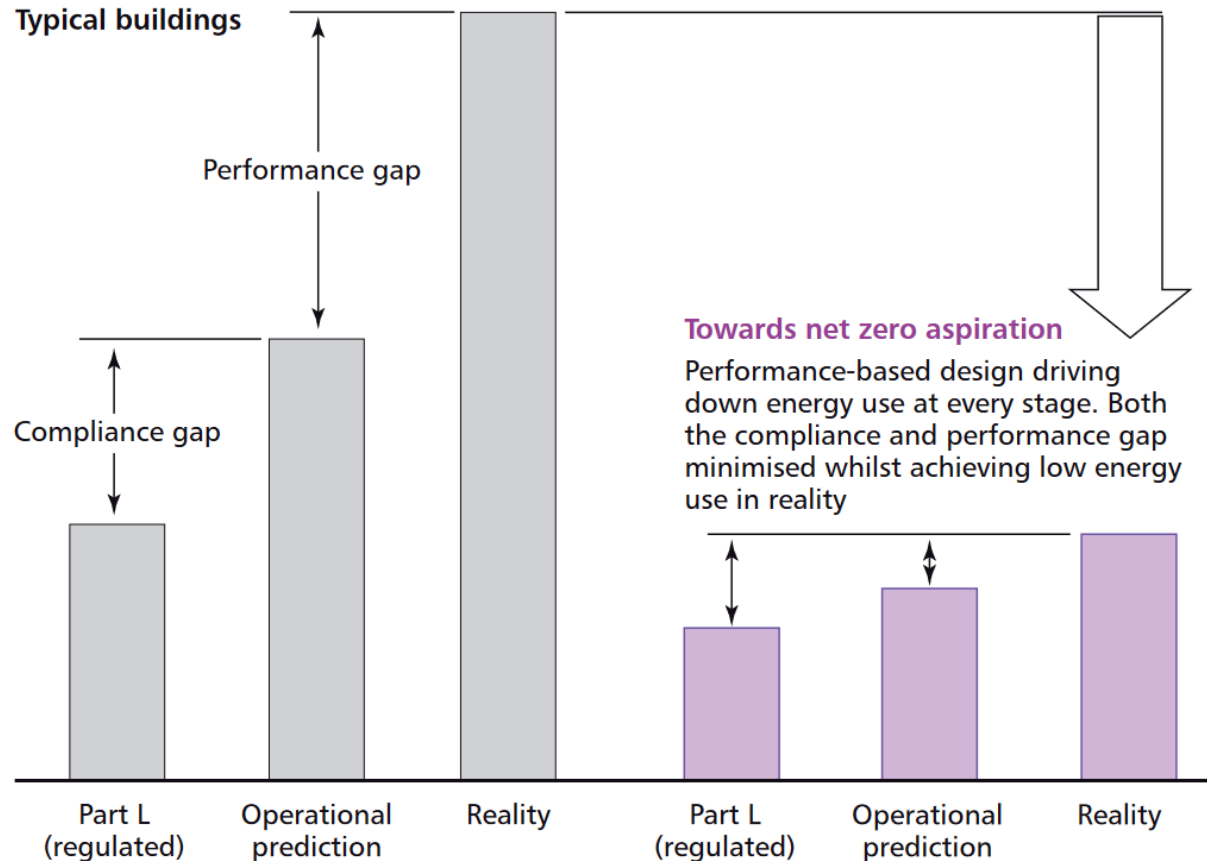 Typical buildings
Performance gap
Compliance gap
Towards net zero aspiration
Performance-based design driving
down energy use at every stage. Both
the compliance and performance gap
minimised whilst achieving low energy
use in reality
Part L
(regulated)
Operational
prediction
Reality
Part L
(regulated)
Operational
prediction
Reality